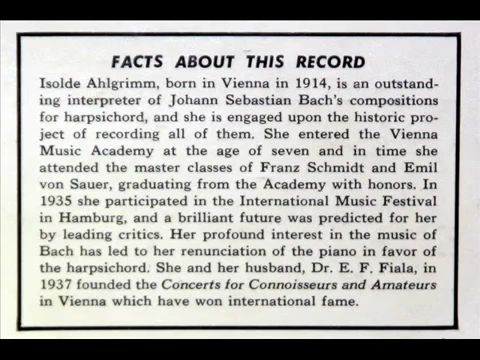 FACTS ABOUT THIS RECORD
Isolde Ahlgrimm, born in Vienna in 1914, is an outstand-
ing interpreter of Johann Sebastian Bach's compositions
for harpsichord, and she is engaged upon the historic pro-
ject of recording all of them. She entered the Vienna
Music Academy at the age of seven and in time she
attended the master classes of Franz Schmidt and Emil
von Sauer, graduating from the Academy with honors. In
1935 she participated in the International Music Festival
in Hamburg, and a brilliant future was predicted for her
by leading critics. Her profound interest in the music of
Bach has led to her renunciation of the piano in favor of
the harpsichord. She and her husband, Dr. E. F. Fiala, in
1937 founded the Concerts for Connoisseurs and Amateurs
in Vienna which have won international fame.